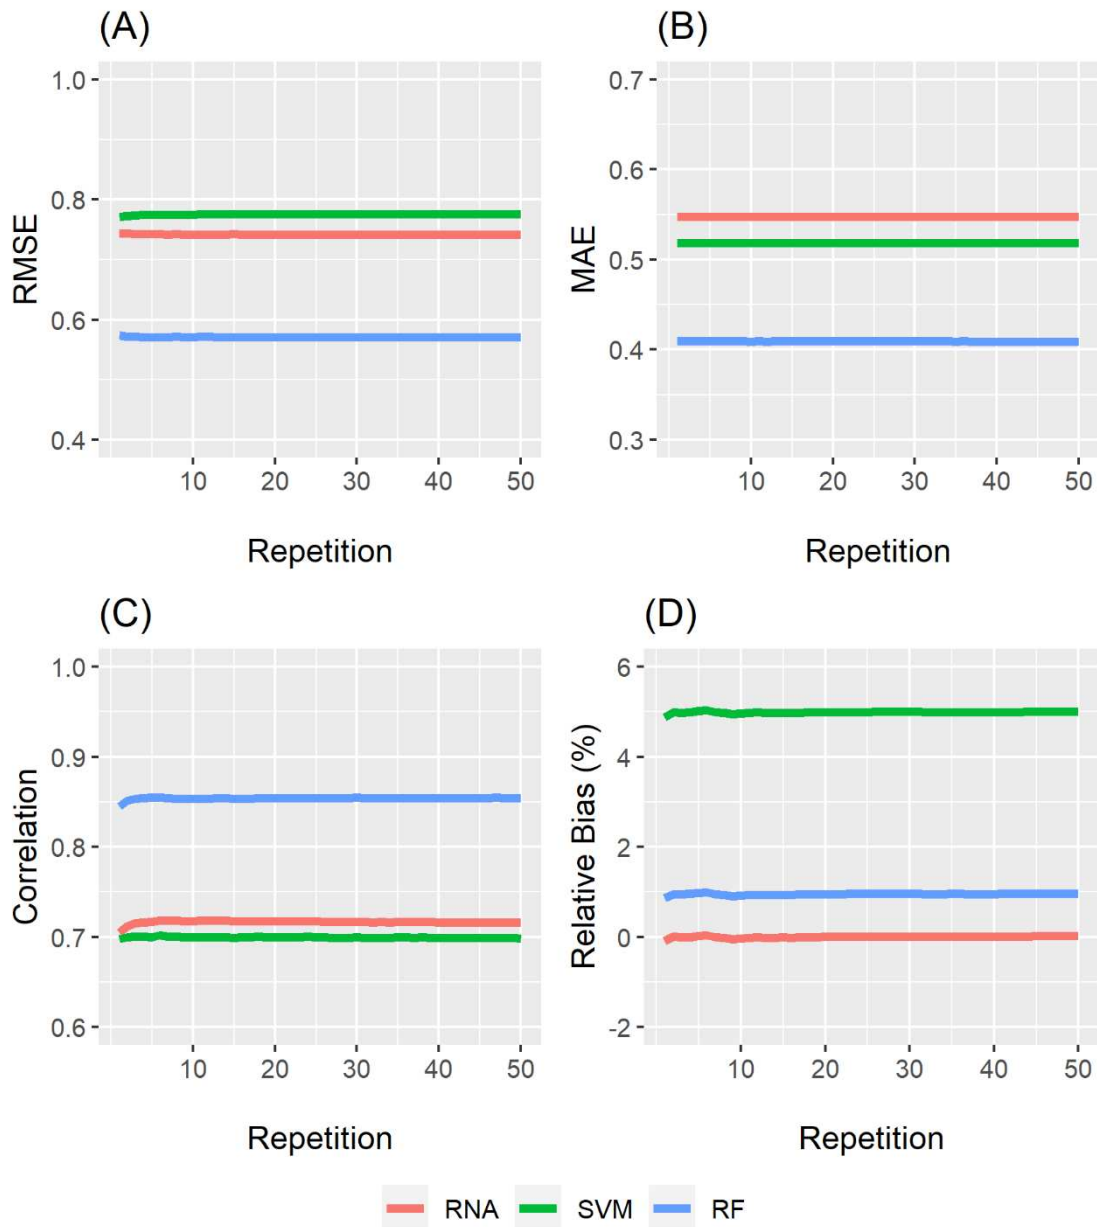 (A)
RMSE
1.0
0.8
0.6
0.4
10 20 30 40 50
Repetition
(B)
MAE
0.7
0.6
0.5
0.4
0.3
10 20 30 40 50
Repetition
(C)
Correlation
1.0
0.9
0.8
0.7
0.6
10 20 30 40 50
Repetition
(D)
Relative Bias (%)
6
4
2
0
-2
10 20 30 40 50
Repetition
RNA SVM RF